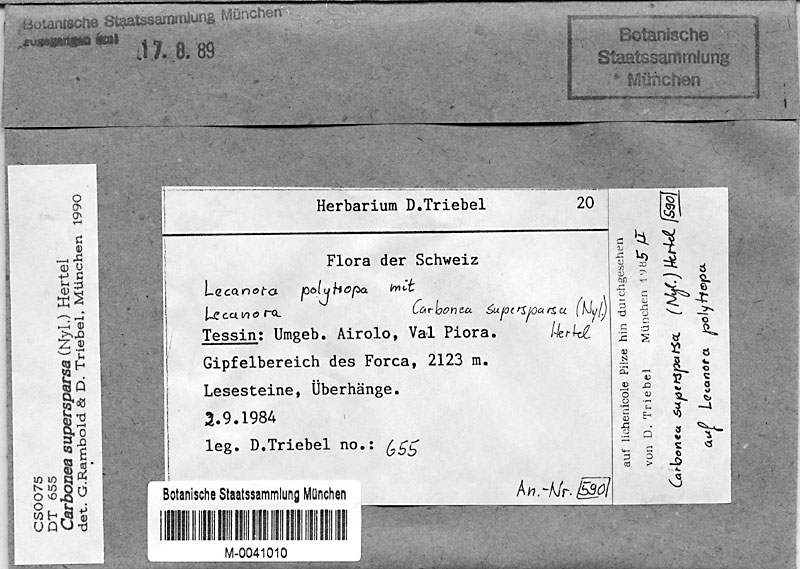 Botanische Staatssammlung München
zugegangen am:
17. 8. 89
Botanische
Staatssammlung
München
CS0075
DT 655
Carbonea supersparsa (Nyl.) Hertel
det. G.Rambold & D. Triebel, München 1990
Herbarium D.Triebel 20
Flora der Schweiz
Lecanora polytropa mit
Lecanora Carbonea supersparsa (Nyl.)
Hertel
Tessin: Umgeb. Airolo, Val Piora.
Gipfelbereich des Forca, 2123 m.
Lesesteine, Überhänge.
2.9.1984
leg. D.Triebel no.: 655
An.-Nr. 590
auf lichenicole Pilze hin durchgesehen
von D. Triebel München 1985 II
Carbonea supersparsa (Nyl.) Hertel 590
auf Lecanora polytropa
Botanische Staatssammlung München
M-0041010